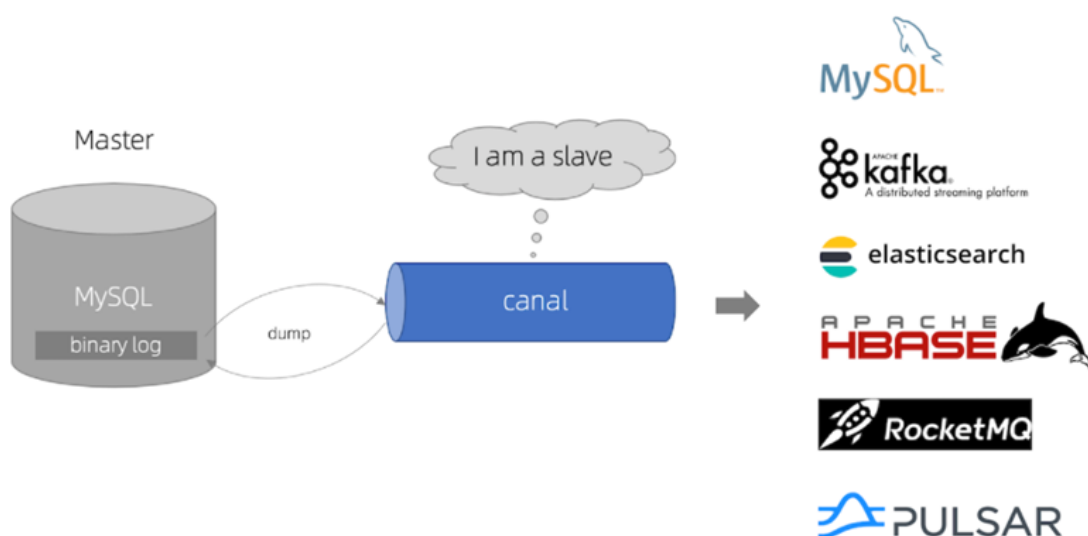 Master
MySQL
binary log
dump
I am a slave
canal
MySQL
APACHE
kafka
A distributed streaming platform
elasticsearch
APACHE
HBASE
RocketMQ
PULSAR